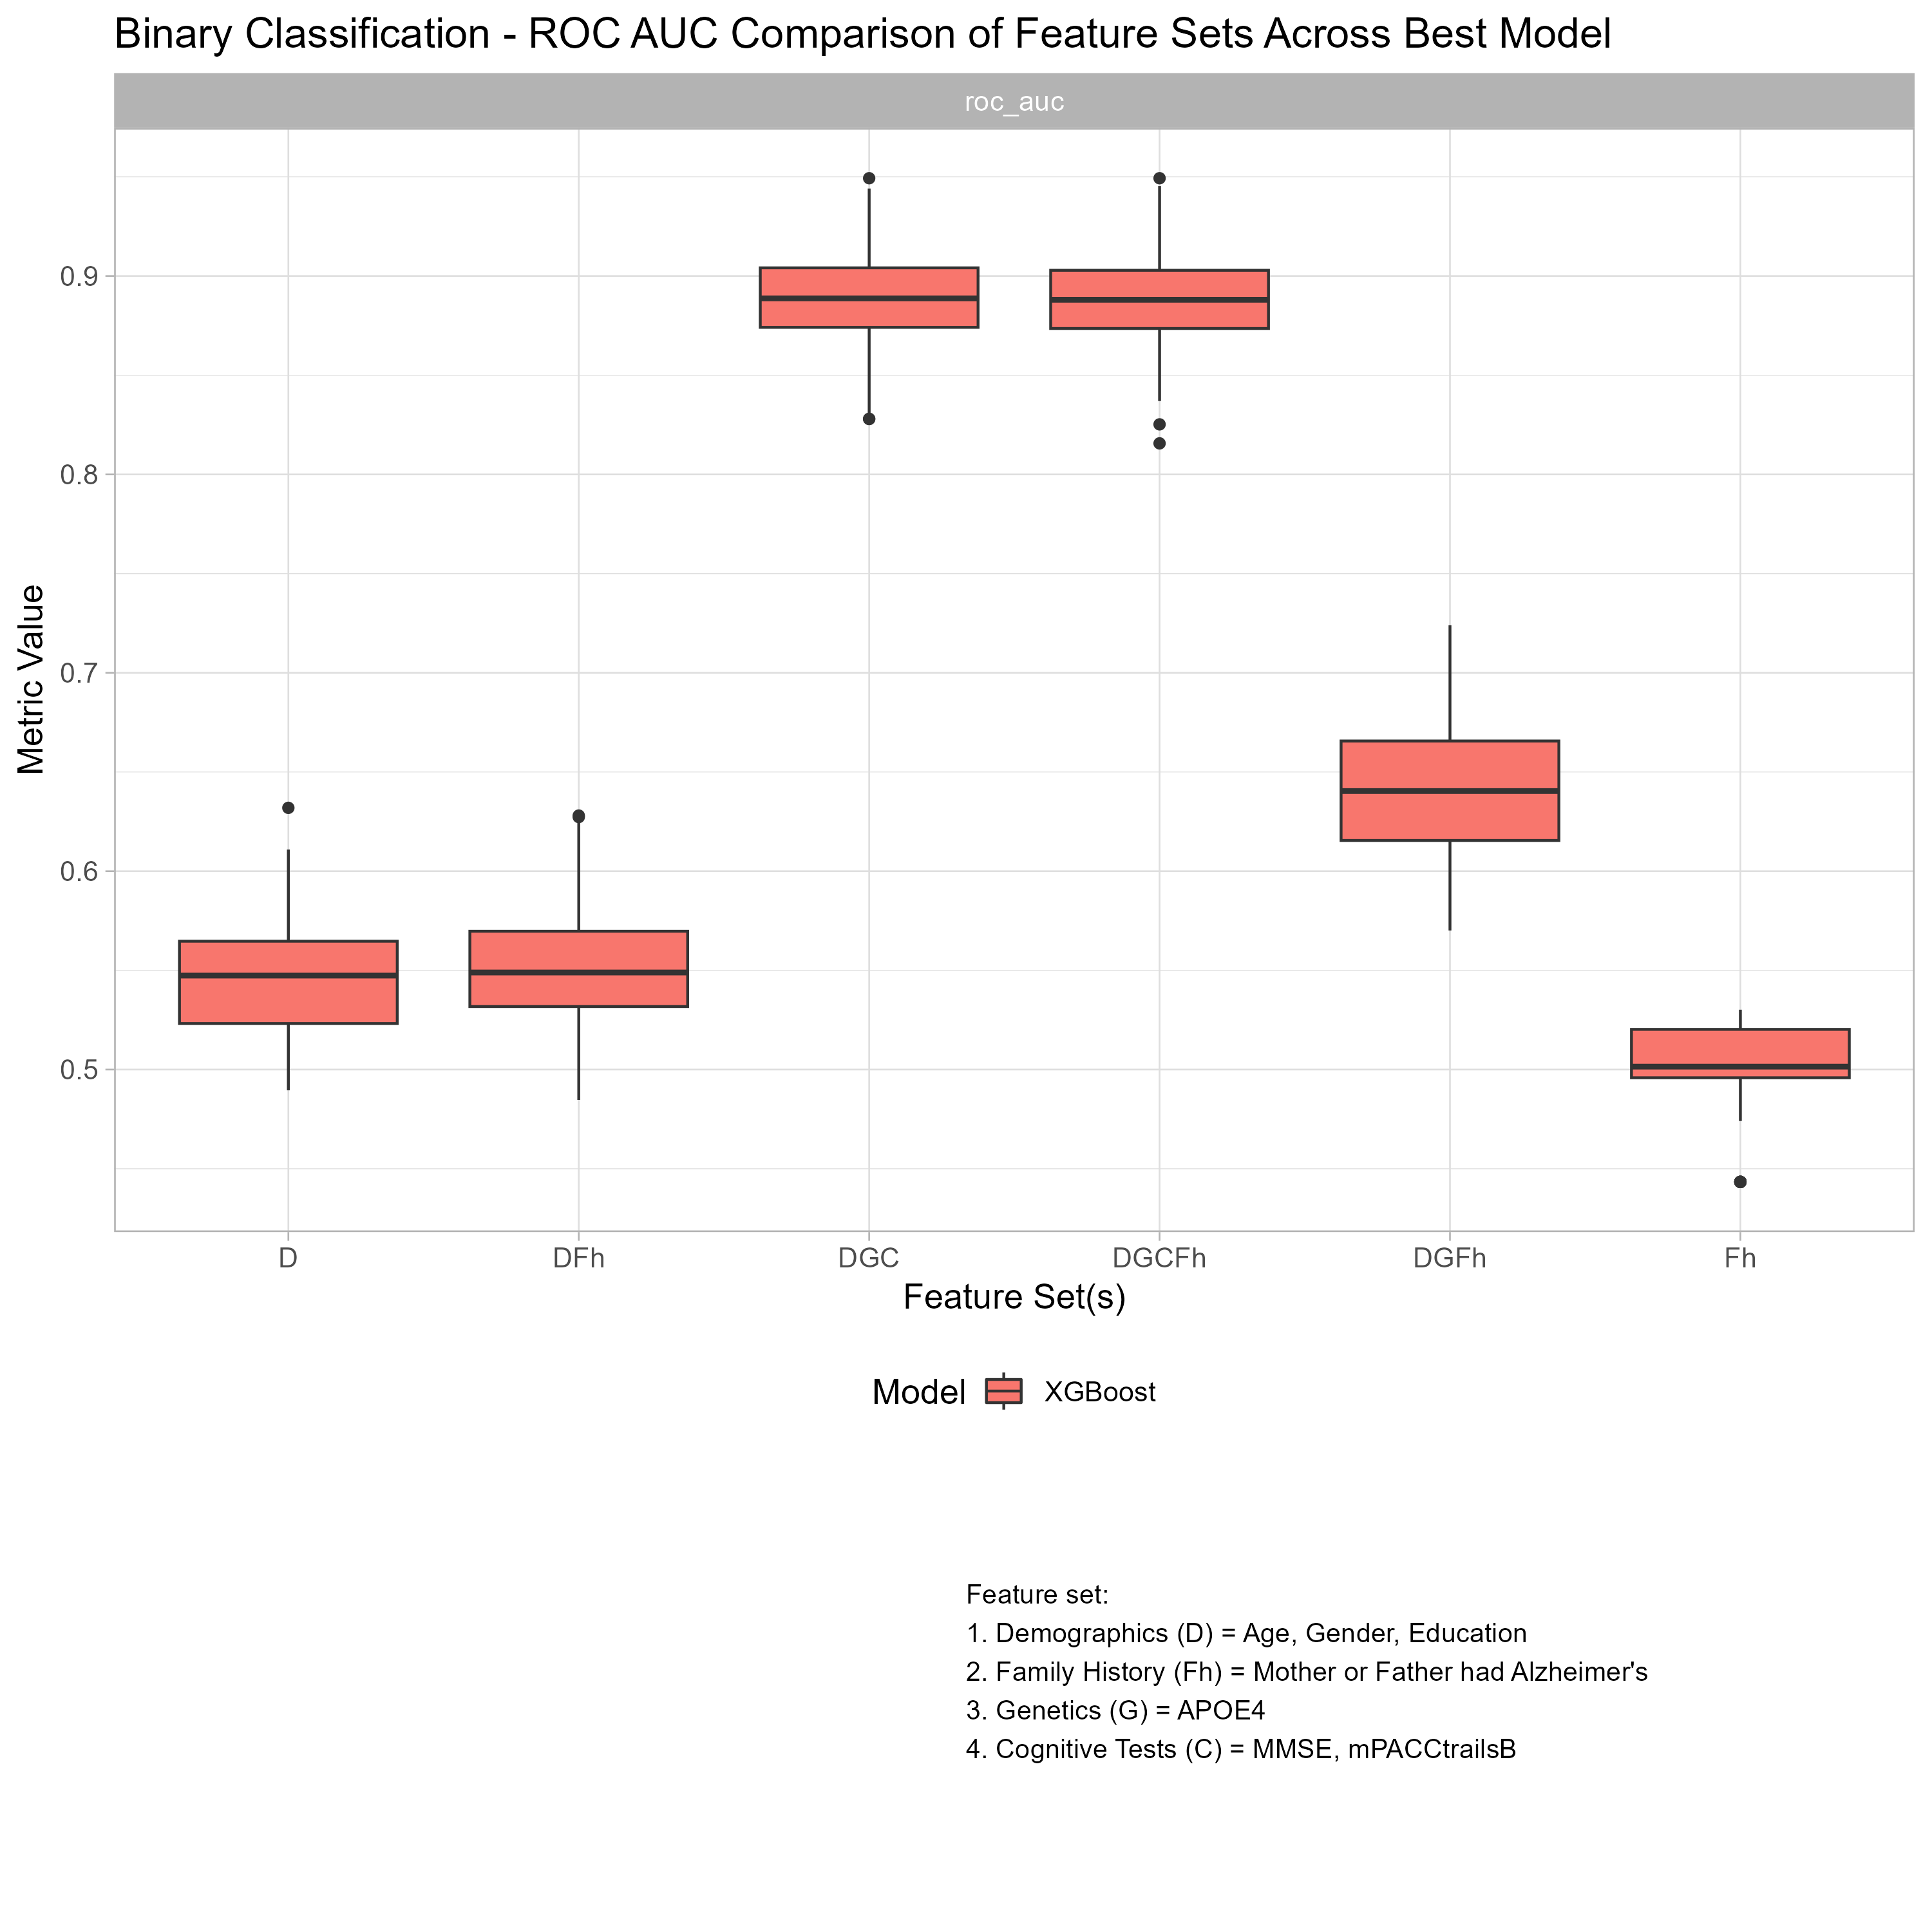 Binary Classification - ROC AUC Comparison of Feature Sets Across Best Model
roc_auc
Metric Value
0.9
0.8
0.7
0.6
0.5
D DFh DGC DGCFh DGFh Fh
Feature Set(s)
Model XGBoost
Feature set:
1. Demographics (D) = Age, Gender, Education
2. Family History (Fh) = Mother or Father had Alzheimer's
3. Genetics (G) = APOE4
4. Cognitive Tests (C) = MMSE, mPACCtrailsB